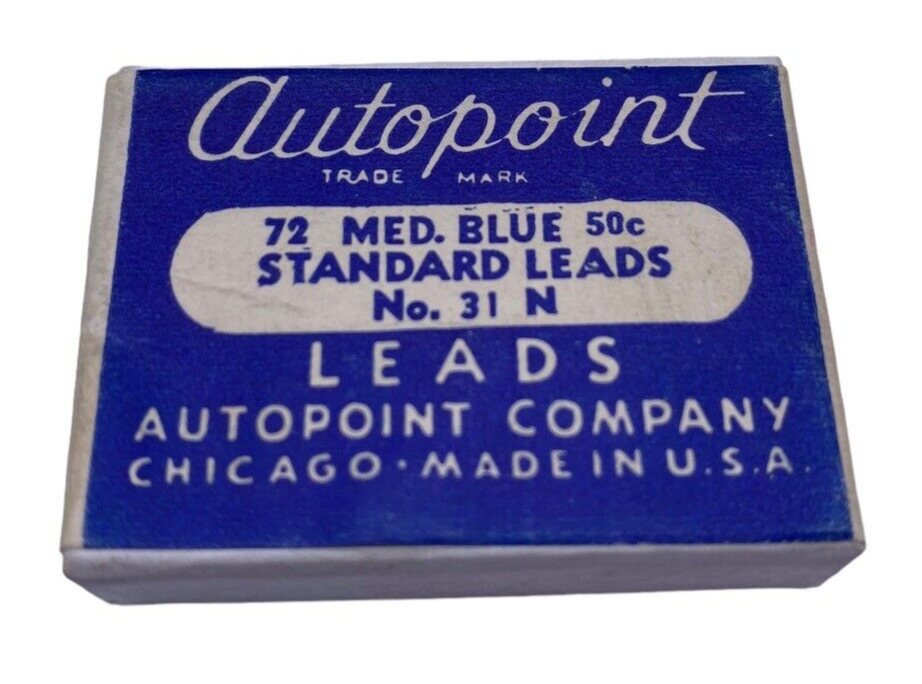 Autopoint
TRADE MARK
72 MED. BLUE 50c
STANDARD LEADS
No. 31 N
LEADS
AUTOPOINT COMPANY
CHICAGO · MADE IN U.S.A.